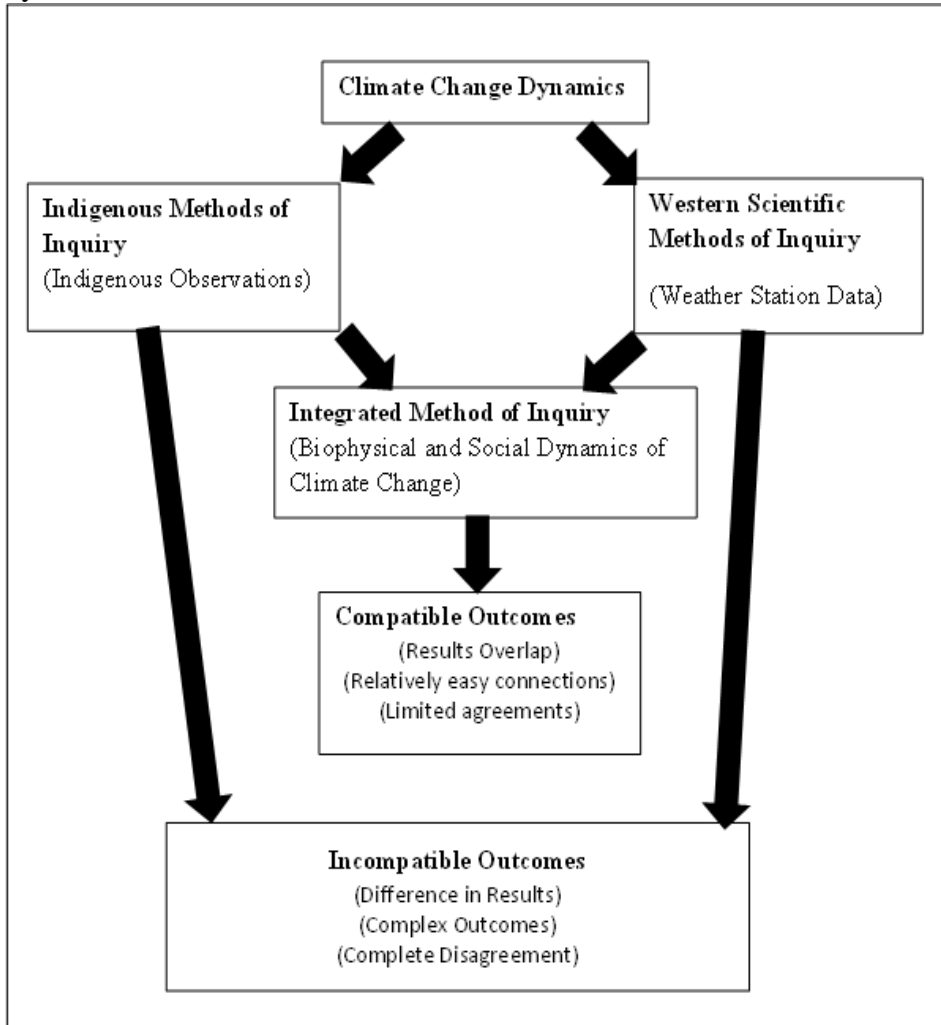 Climate Change Dynamics
Indigenous Methods of
Inquiry
(Indigenous Observations)
Western Scientific
Methods of Inquiry
(Weather Station Data)
Integrated Method of Inquiry
(Biophysical and Social Dynamics of
Climate Change)
Compatible Outcomes
(Results Overlap)
(Relatively easy connections)
(Limited agreements)
Incompatible Outcomes
(Difference in Results)
(Complex Outcomes)
(Complete Disagreement)